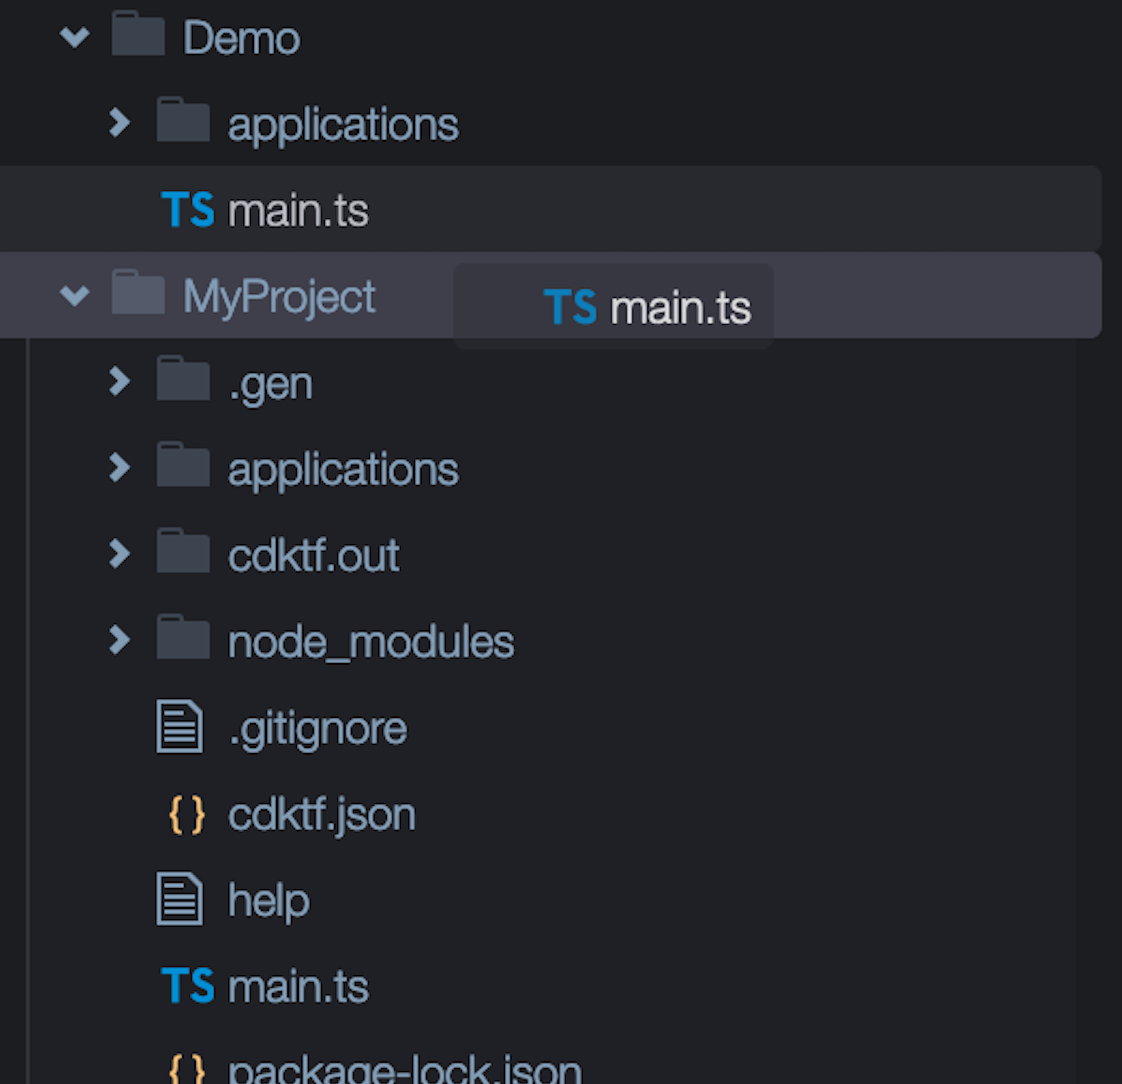 Demo
applications
TS main.ts
MyProject TS main.ts
.gen
applications
cdktf.out
node_modules
.gitignore
{} cdktf.json
help
TS main.ts
{} package-lock.json